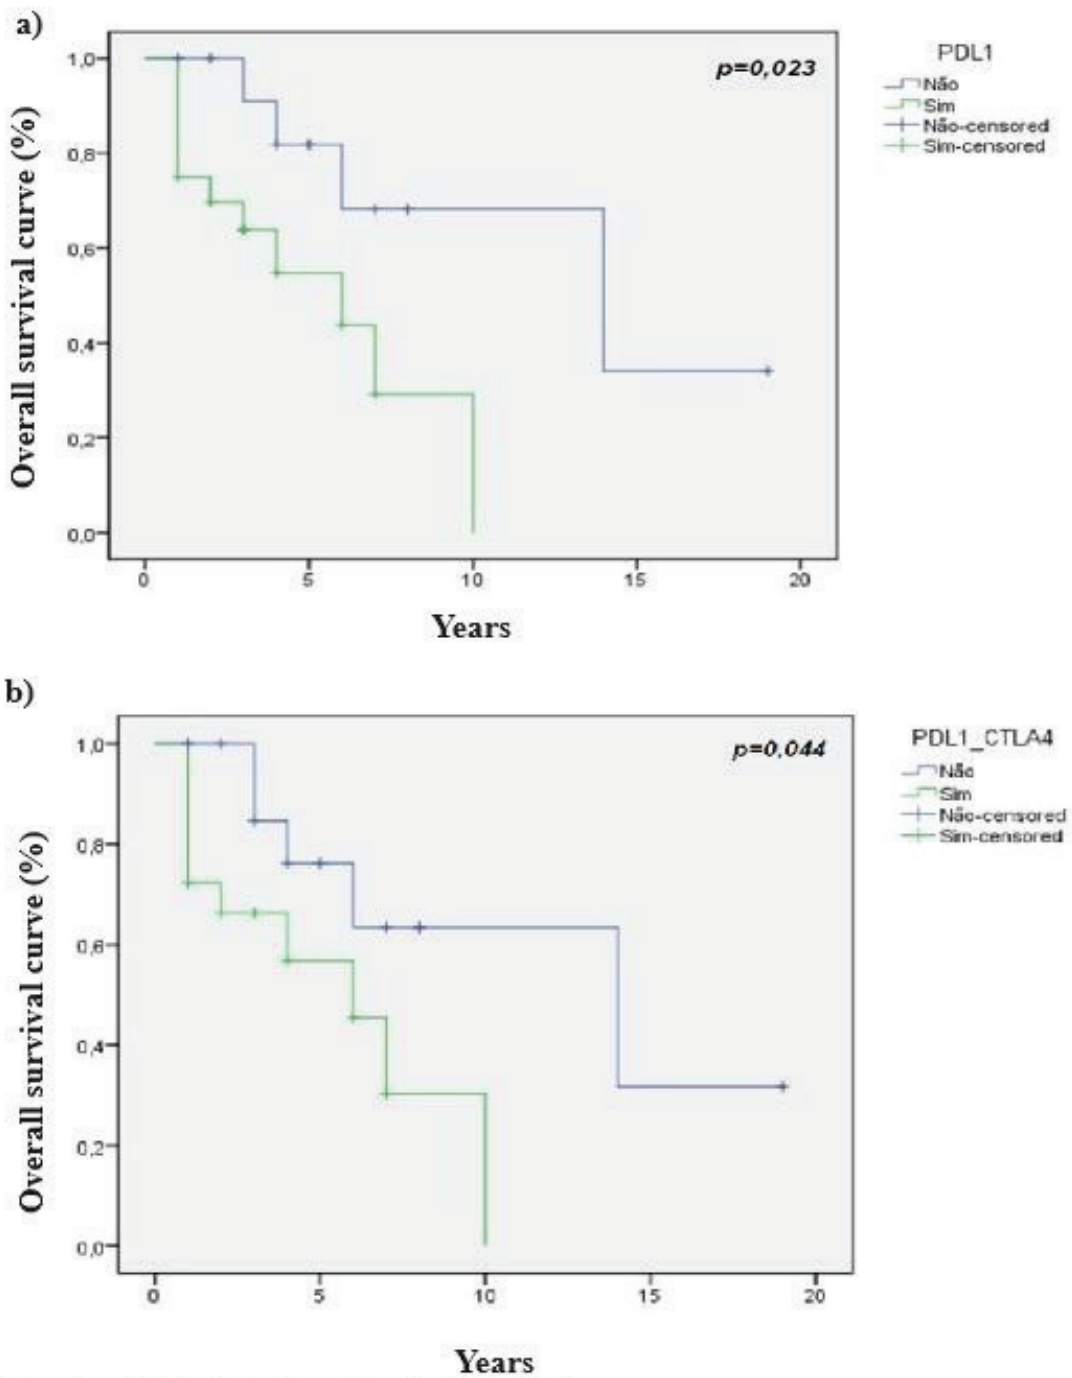 a)
PDL1
Não
Sim
Não-censored
Sim-censored
p=0,023
Overall survival curve (%)
1,0
0,8
0,6
0,4
0,2
0,0
0 5 10 15 20
Years
b)
PDL1_CTLA4
Não
Sim
Não-censored
Sim-censored
p=0,044
Overall survival curve (%)
1,0
0,8
0,6
0,4
0,2
0,0
0 5 10 15 20
Years